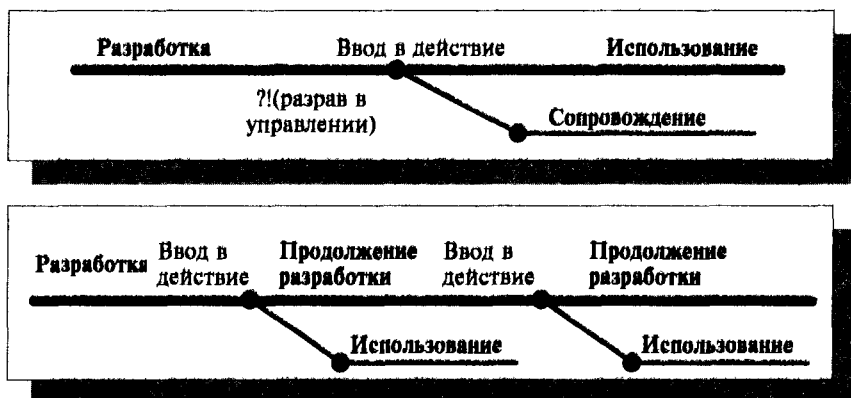 Разработка Ввод в действие Использование
?!(разрав в
управлении)
Сопровождение
Разработка Ввод в Продолжение Ввод в Продолжение
действие разработки действие разработки
Использование Использование